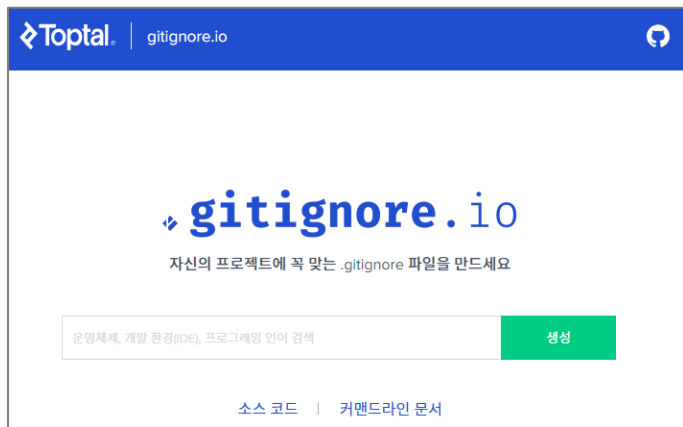 Toptal. gitignore.io
.gitignore.io
자신의 프로젝트에 꼭 맞는 .gitignore 파일을 만드세요
운영체제, 개발 환경(IDE), 프로그래밍 언어 검색 생성
소스 코드 | 커맨드라인 문서